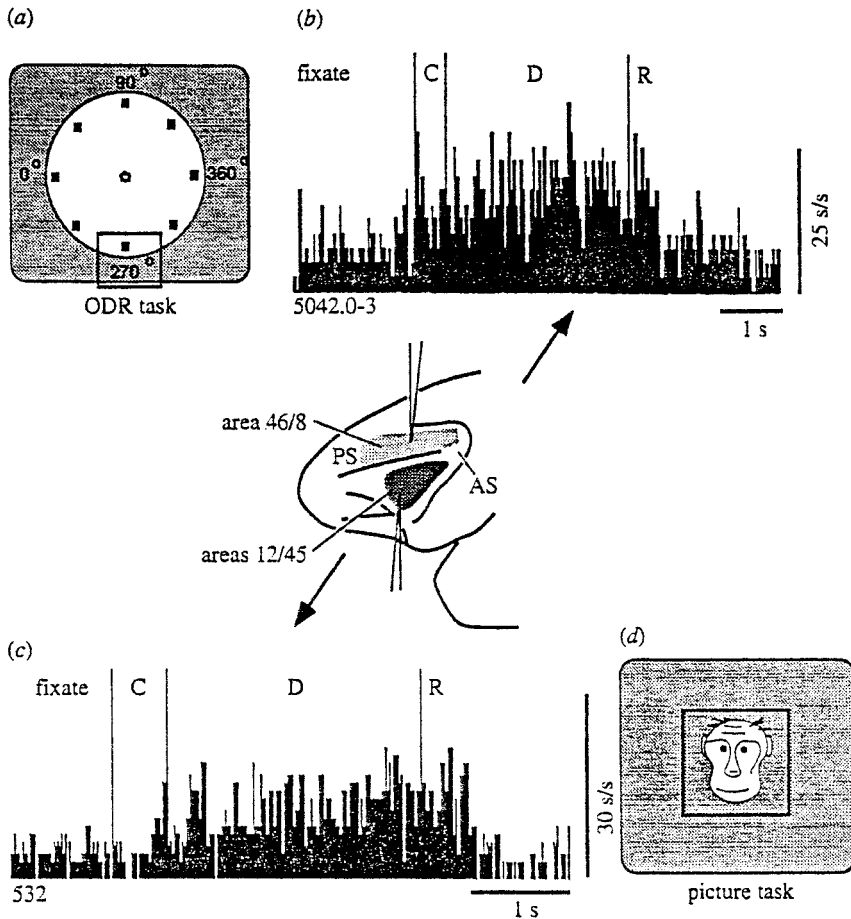 (a)
90°
0°
360°
270°
ODR task
(b)
fixate C D R
25 s/s
5042.0-3
1 s
area 46/8
PS
AS
areas 12/45
(c)
fixate C D R
30 s/s
532
1 s
(d)
picture task